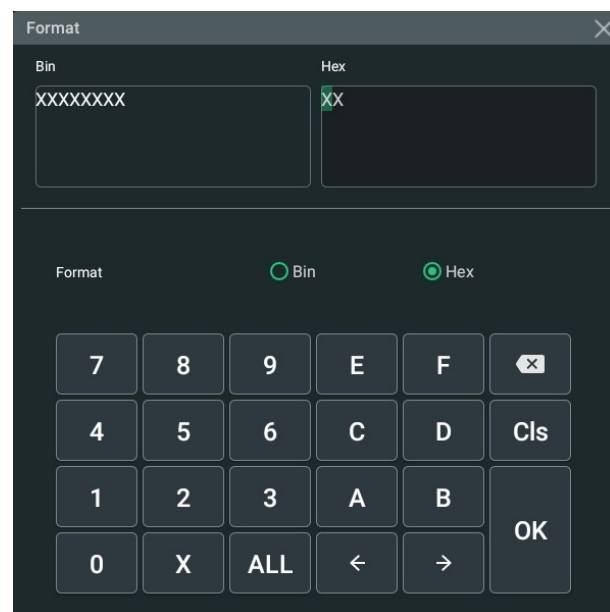 Format
Bin Hex
XXXXXXXX XX
Format Bin Hex
7 8 9 E F
4 5 6 C D Cls
1 2 3 A B
OK
0 X ALL ← →